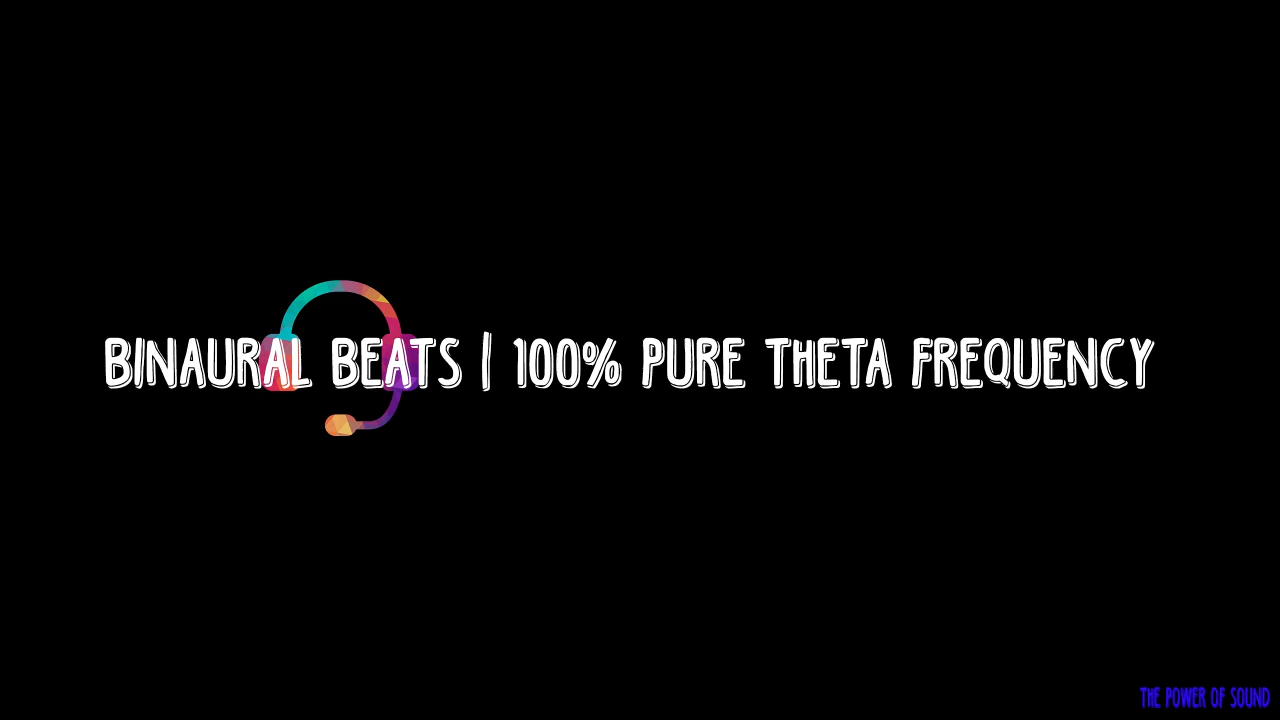 BINAURAL BEATS | 100% PURE THETA FREQUENCY
THE POWER OF SOUND